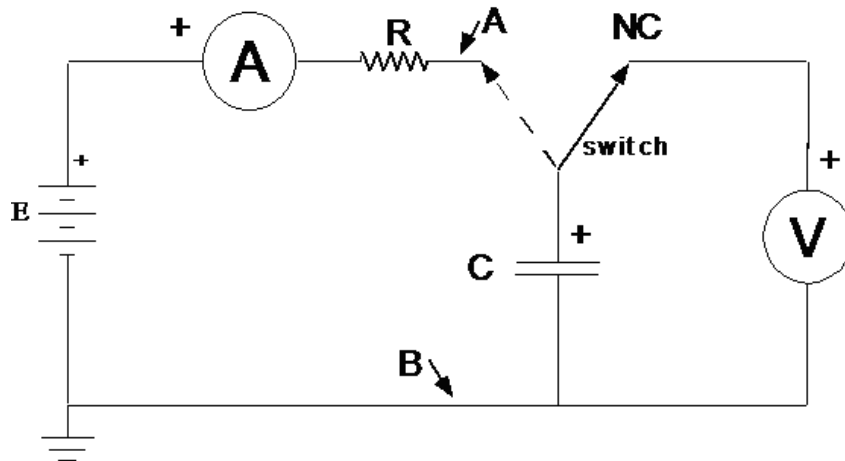 + A R A NC
+ switch +
E V
+
C
B